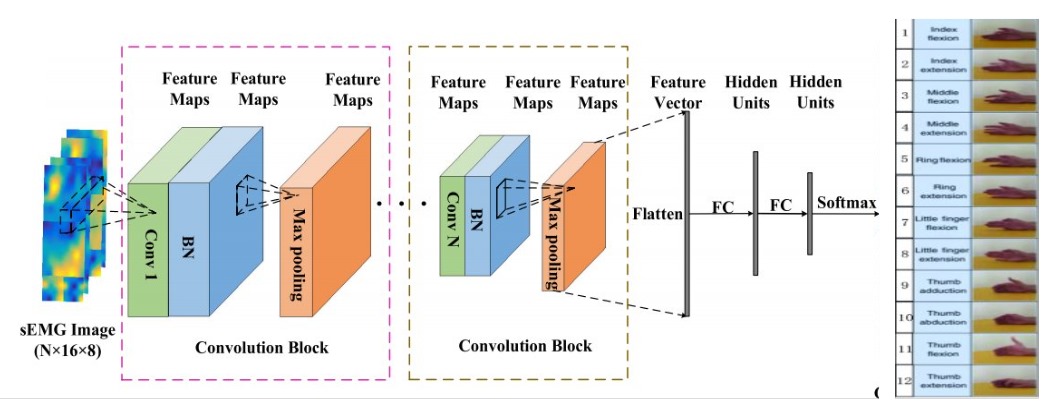 Feature
Maps
Feature
Maps
Feature
Maps
Feature
Maps
Feature
Maps
Feature
Maps
Feature
Vector
Hidden
Units
Hidden
Units
Conv 1
BN
Max pooling
. . .
Conv N
BN
Max pooling
Flatten
FC
FC
Softmax
sEMG Image
(N×16×8)
Convolution Block
Convolution Block
1
Index
flexion
2
Index
extension
3
Middle
flexion
4
Middle
extension
5
Ring flexion
6
Ring
extension
7
Little finger
flexion
8
Little finger
extension
9
Thumb
adduction
10
Thumb
abduction
11
Thumb
flexion
12
Thumb
extension